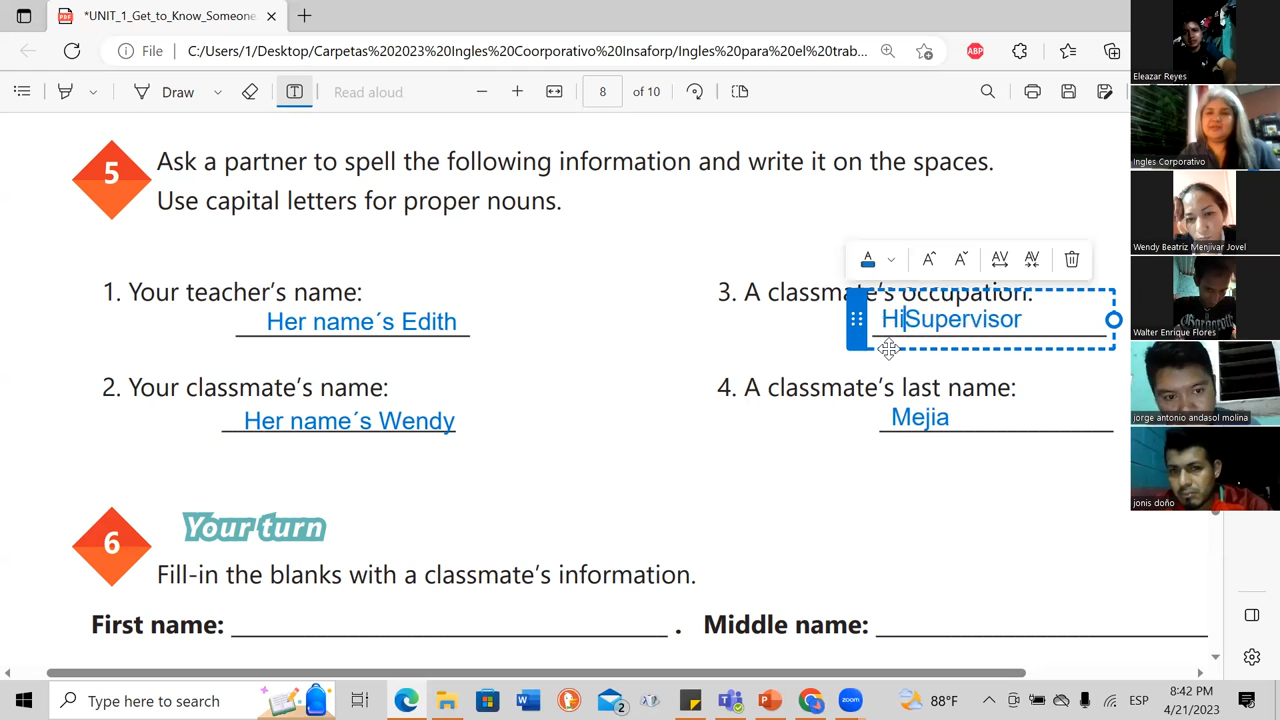 *UNIT_1_Get_to_Know_Someone.
File
C:/Users/1/Desktop/Carpetas%202023%20Ingles%20Coorporativo%20Insaforp/Ingles%20para%20el%20trab...
ABP
Draw
Read aloud
8
of 10
5
Ask a partner to spell the following information and write it on the spaces.
Use capital letters for proper nouns.
1. Your teacher's name:
Her name´s Edith
3. A classmate's occupation:
HiSupervisor
2. Your classmate's name:
Her name´s Wendy
4. A classmate's last name:
Mejia
6
Your turn
Fill-in the blanks with a classmate's information.
First name: .
Middle name:
Eleazar Reyes
Ingles Corporativo
Wendy Beatriz Menjivar Jovel
Walter Enrique Flores
jorge antonio andasol molina
jonis doño
Type here to search
2
zoom
88°F
ESP
8:42 PM
4/21/2023